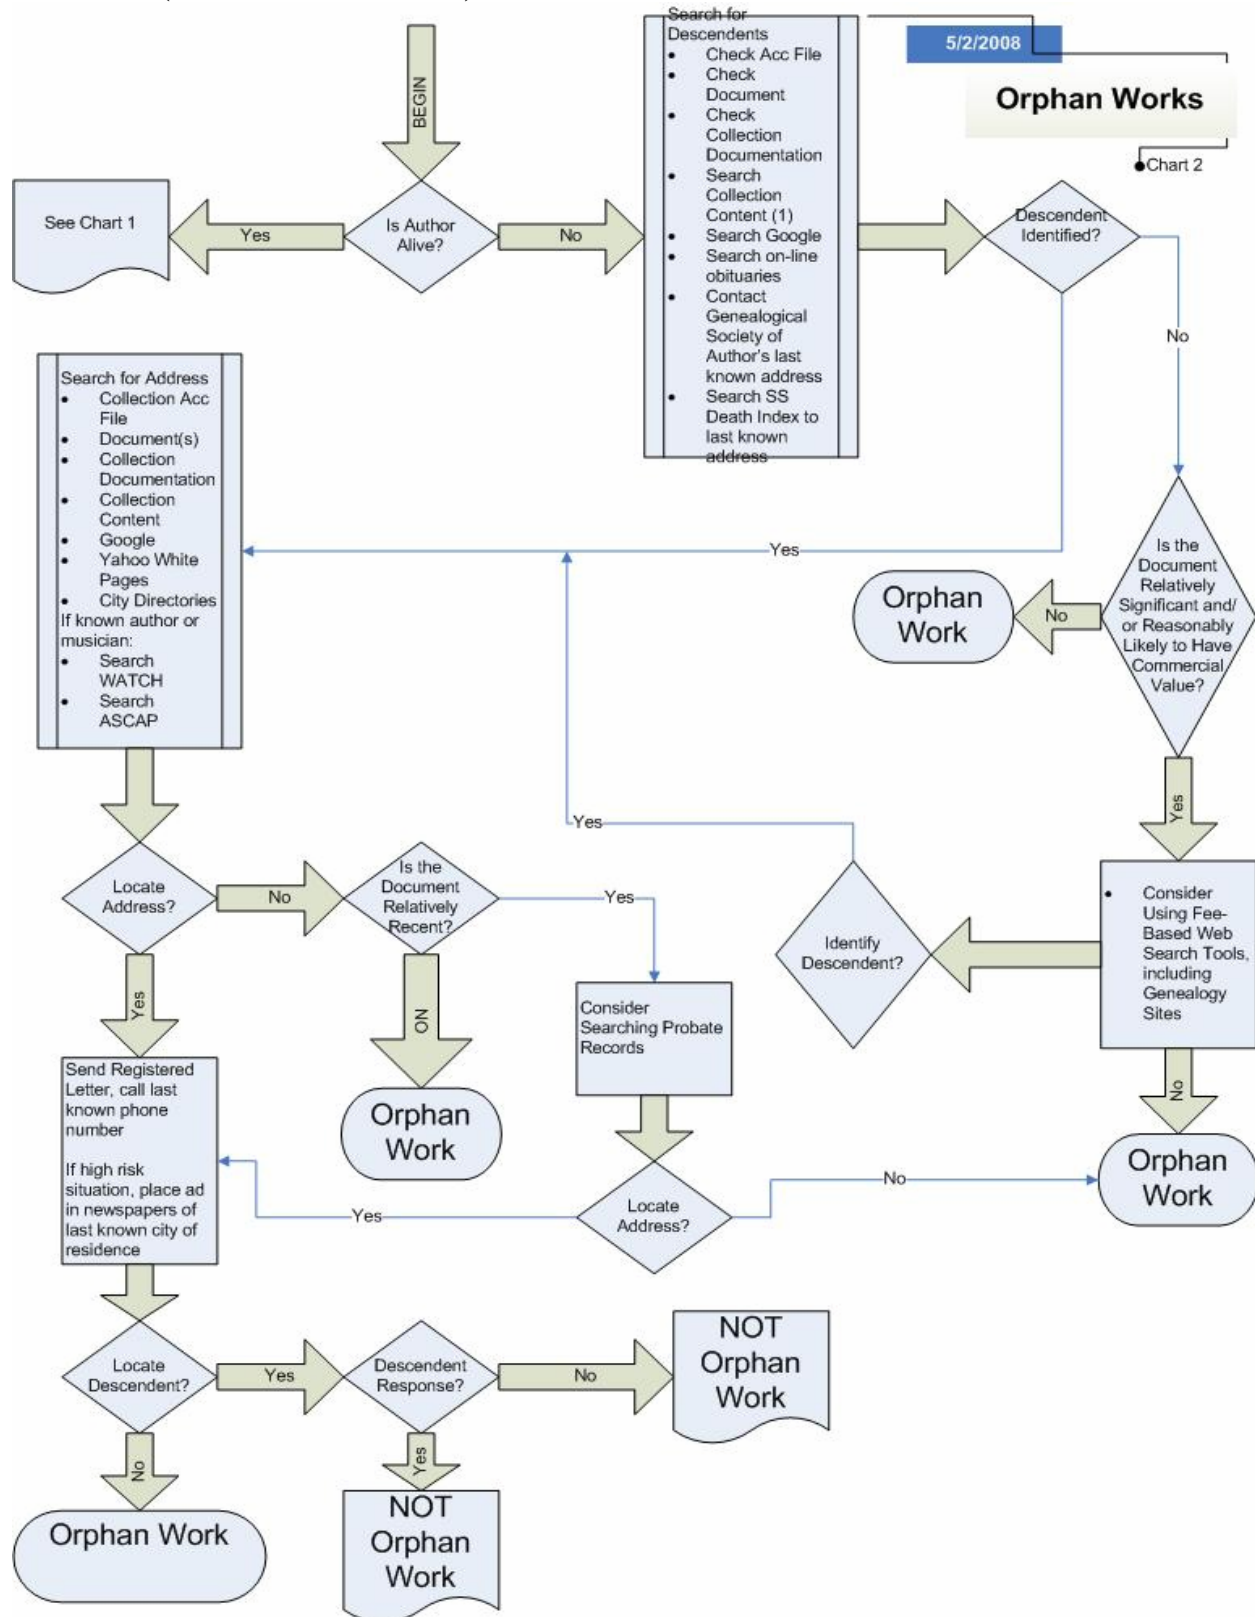 BEGIN
Search for
Descendents
• Check Acc File
• Check
Document
• Check
Collection
Documentation
• Search
Collection
Content (1)
• Search Google
• Search on-line
obituaries
• Contact
Genealogical
Society of
Author's last
known address
• Search SS
Death Index to
last known
address
5/2/2008
Orphan Works
Chart 2
See Chart 1
Yes
Is Author
Alive?
No
Descendent
Identified?
No
Yes
Search for Address
• Collection Acc
File
• Document(s)
• Collection
Documentation
• Collection
Content
• Google
• Yahoo White
Pages
• City Directories
If known author or
musician:
• Search
WATCH
• Search
ASCAP
Orphan
Work
No
Is the
Document
Relatively
Significant and/
or Reasonably
Likely to Have
Commercial
Value?
Yes
Yes
Locate
Address?
No
Is the
Document
Relatively
Recent?
Yes
Identify
Descendent?
• Consider
Using Fee-
Based Web
Search Tools,
including
Genealogy
Sites
Yes
NO
Consider
Searching Probate
Records
No
Send Registered
Letter, call last
known phone
number
If high risk
situation, place ad
in newspapers of
last known city of
residence
Orphan
Work
Yes
Locate
Address?
No
Orphan
Work
Locate
Descendent?
Yes
Descendent
Response?
No
NOT
Orphan
Work
No
Yes
Orphan Work
NOT
Orphan
Work